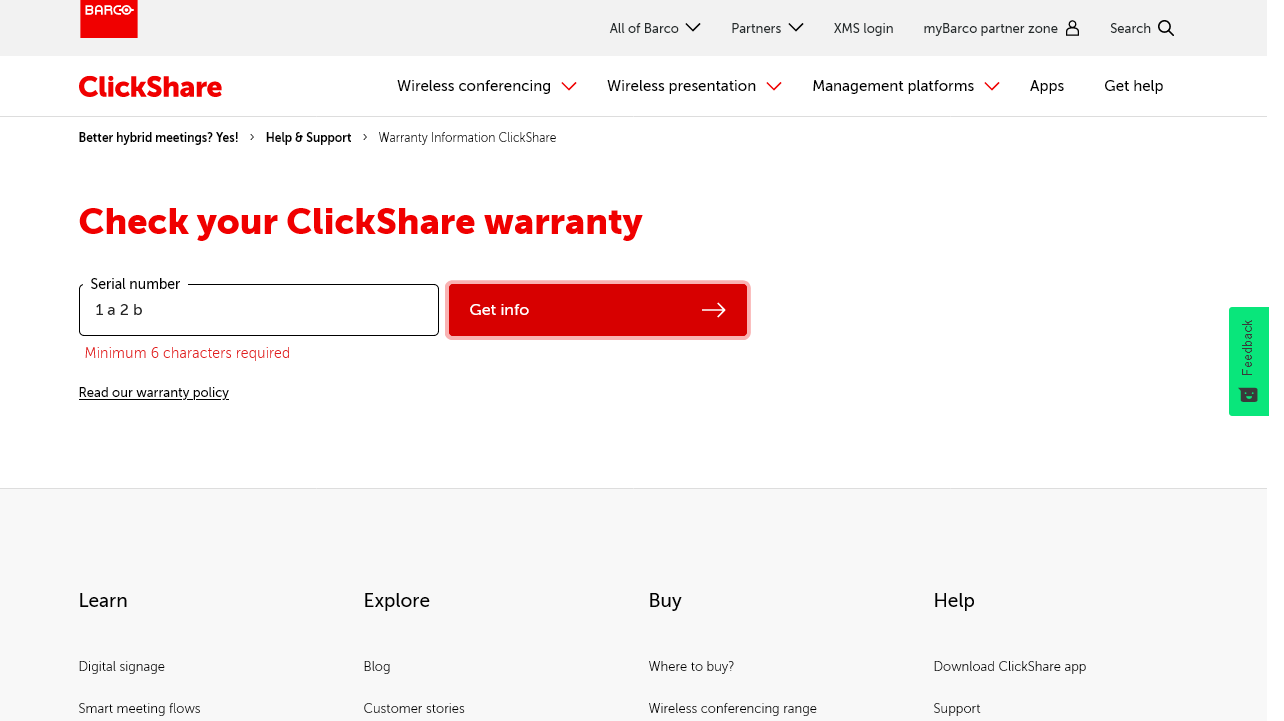 BARCO
All of Barco Partners XMS login myBarco partner zone Search
ClickShare Wireless conferencing Wireless presentation Management platforms Apps Get help
Better hybrid meetings? Yes! › Help & Support › Warranty Information ClickShare
Check your ClickShare warranty
Serial number
1 a 2 b Get info
Minimum 6 characters required
Read our warranty policy
Feedback
Learn Explore Buy Help
Digital signage Blog Where to buy? Download ClickShare app
Smart meeting flows Customer stories Wireless conferencing range Support